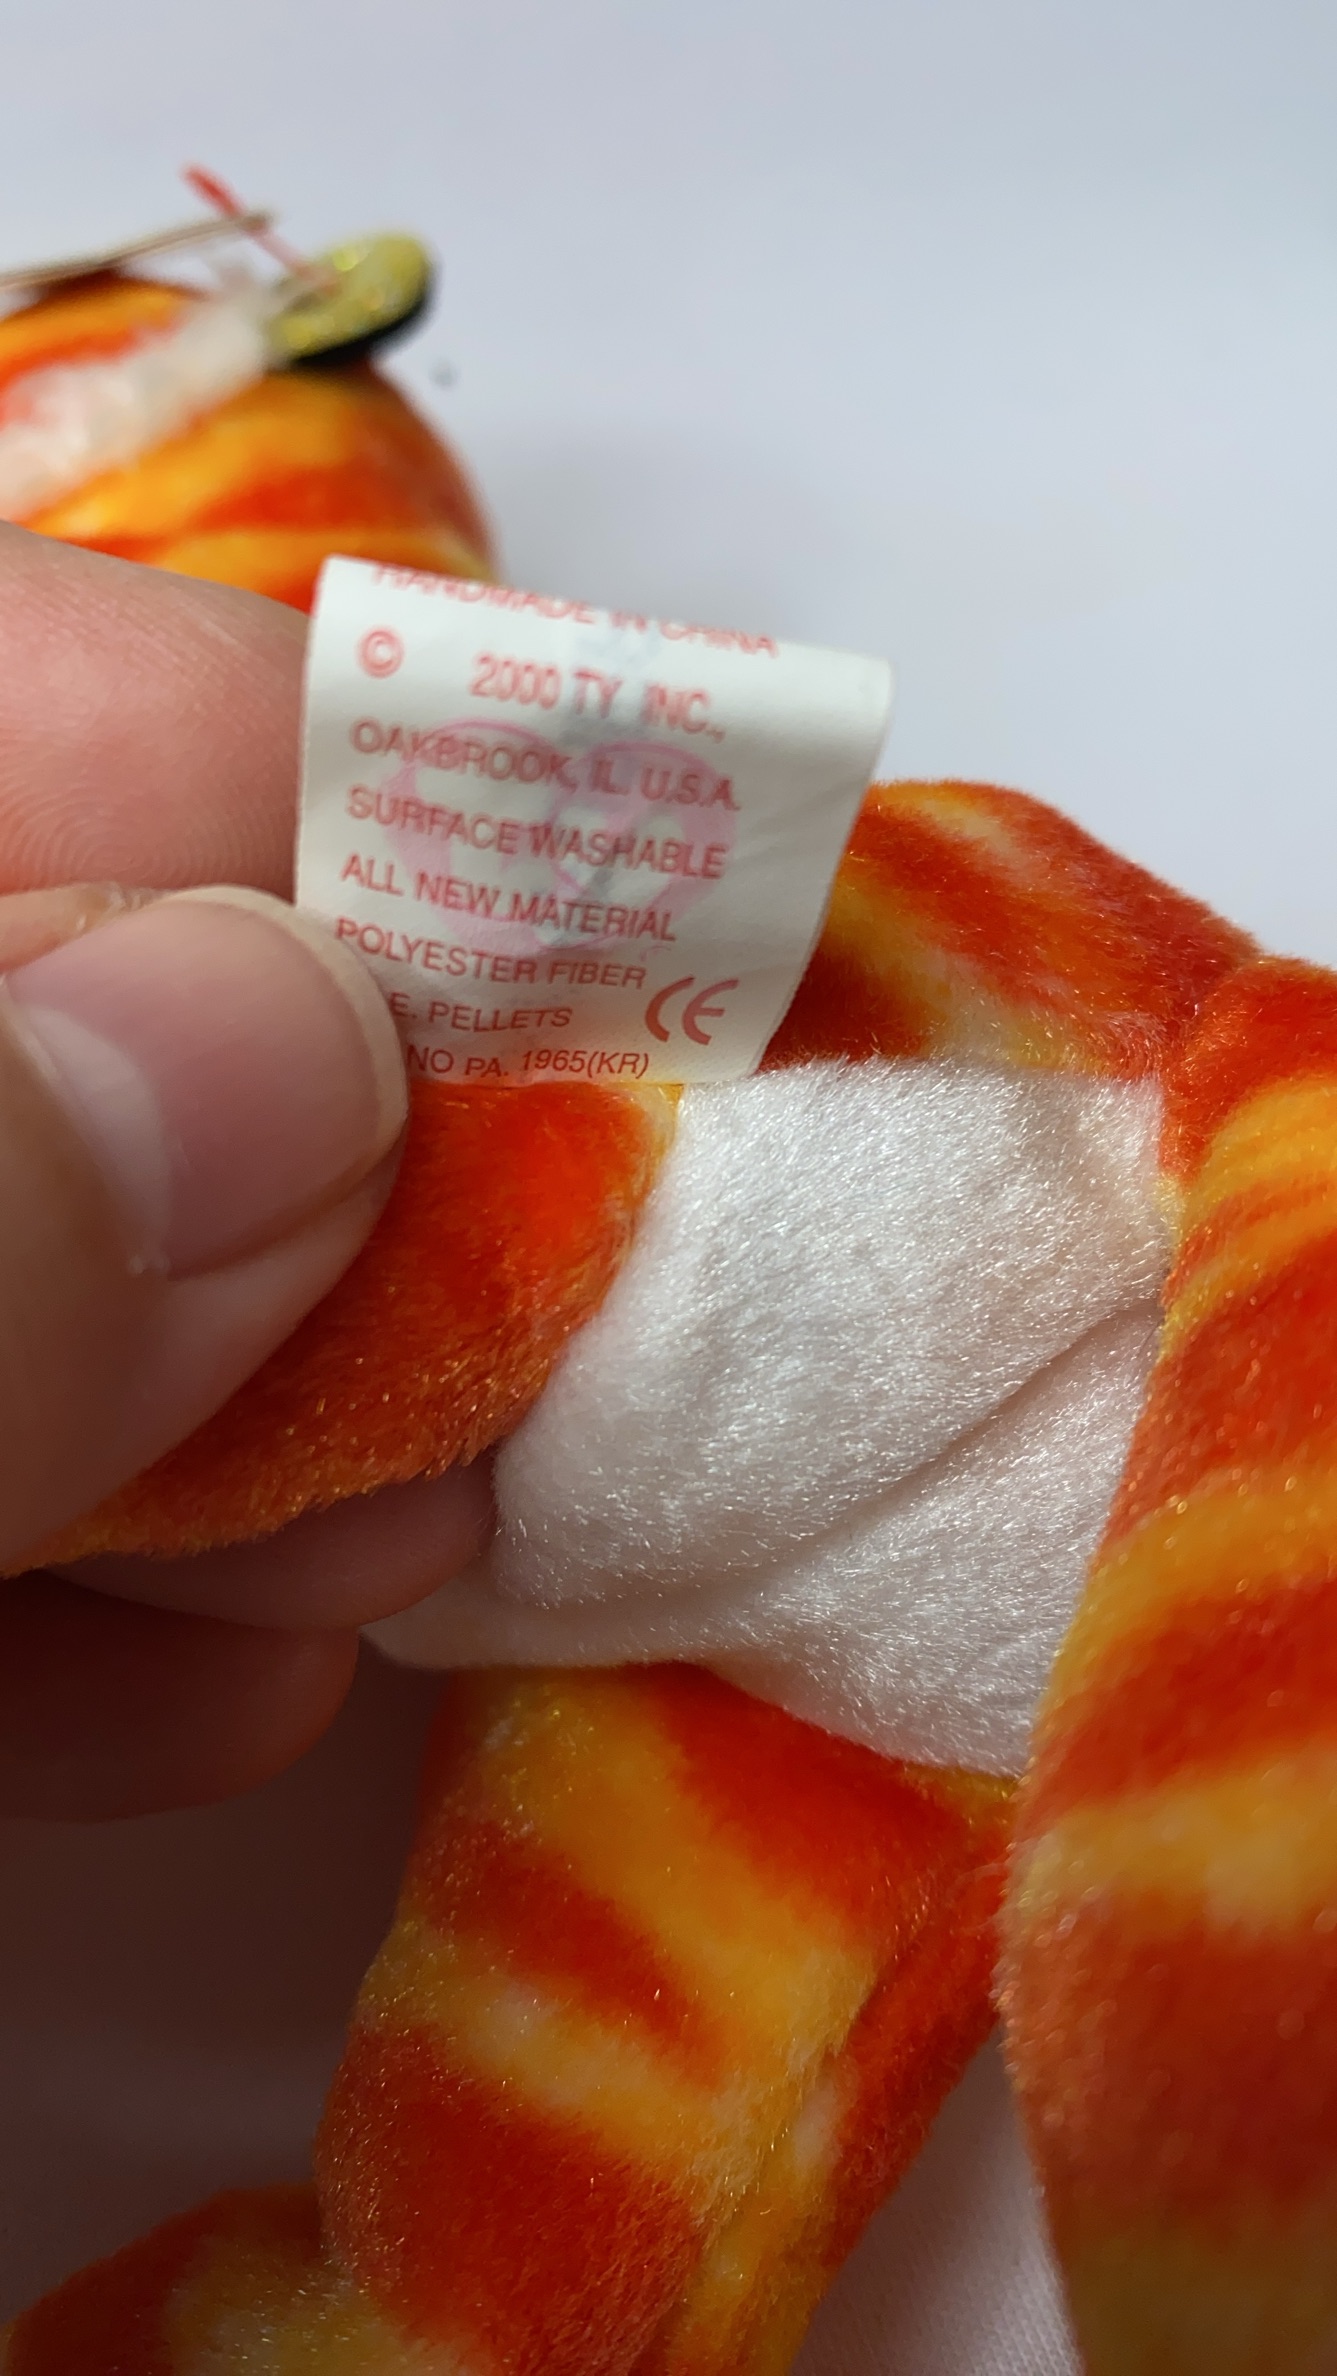 HANDMADE IN CHINA
© 2000 TY INC.,
OAKBROOK, IL. U.S.A.
SURFACE WASHABLE
ALL NEW MATERIAL
POLYESTER FIBER
E. PELLETS CE
NO PA. 1965(KR)